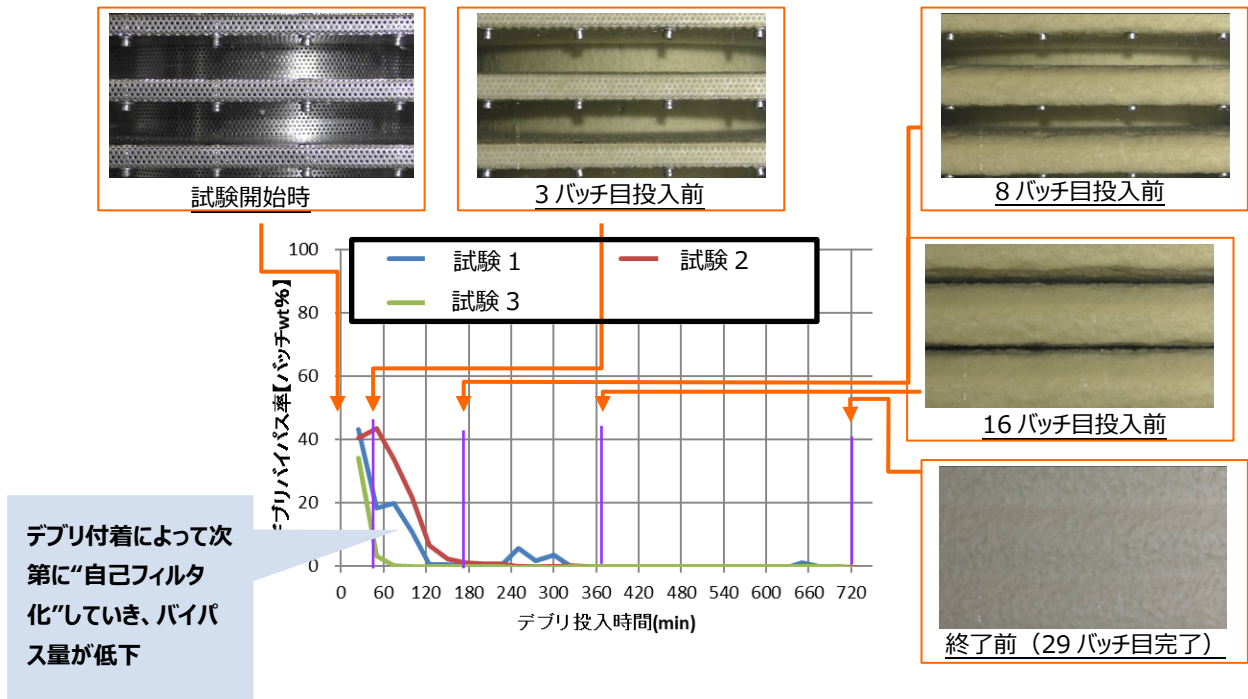 試験開始時
3 バッチ目投入前
8 バッチ目投入前
16 バッチ目投入前
終了前（29 バッチ目完了）
試験 1
試験 2
試験 3
ブリバイパス率【バッチwt%】
100
80
60
40
20
0
0 60 120 180 240 300 360 420 480 540 600 660 720
デブリ投入時間(min)
デブリ付着によって次
第に“自己フィルタ
化”していき、バイパ
ス量が低下